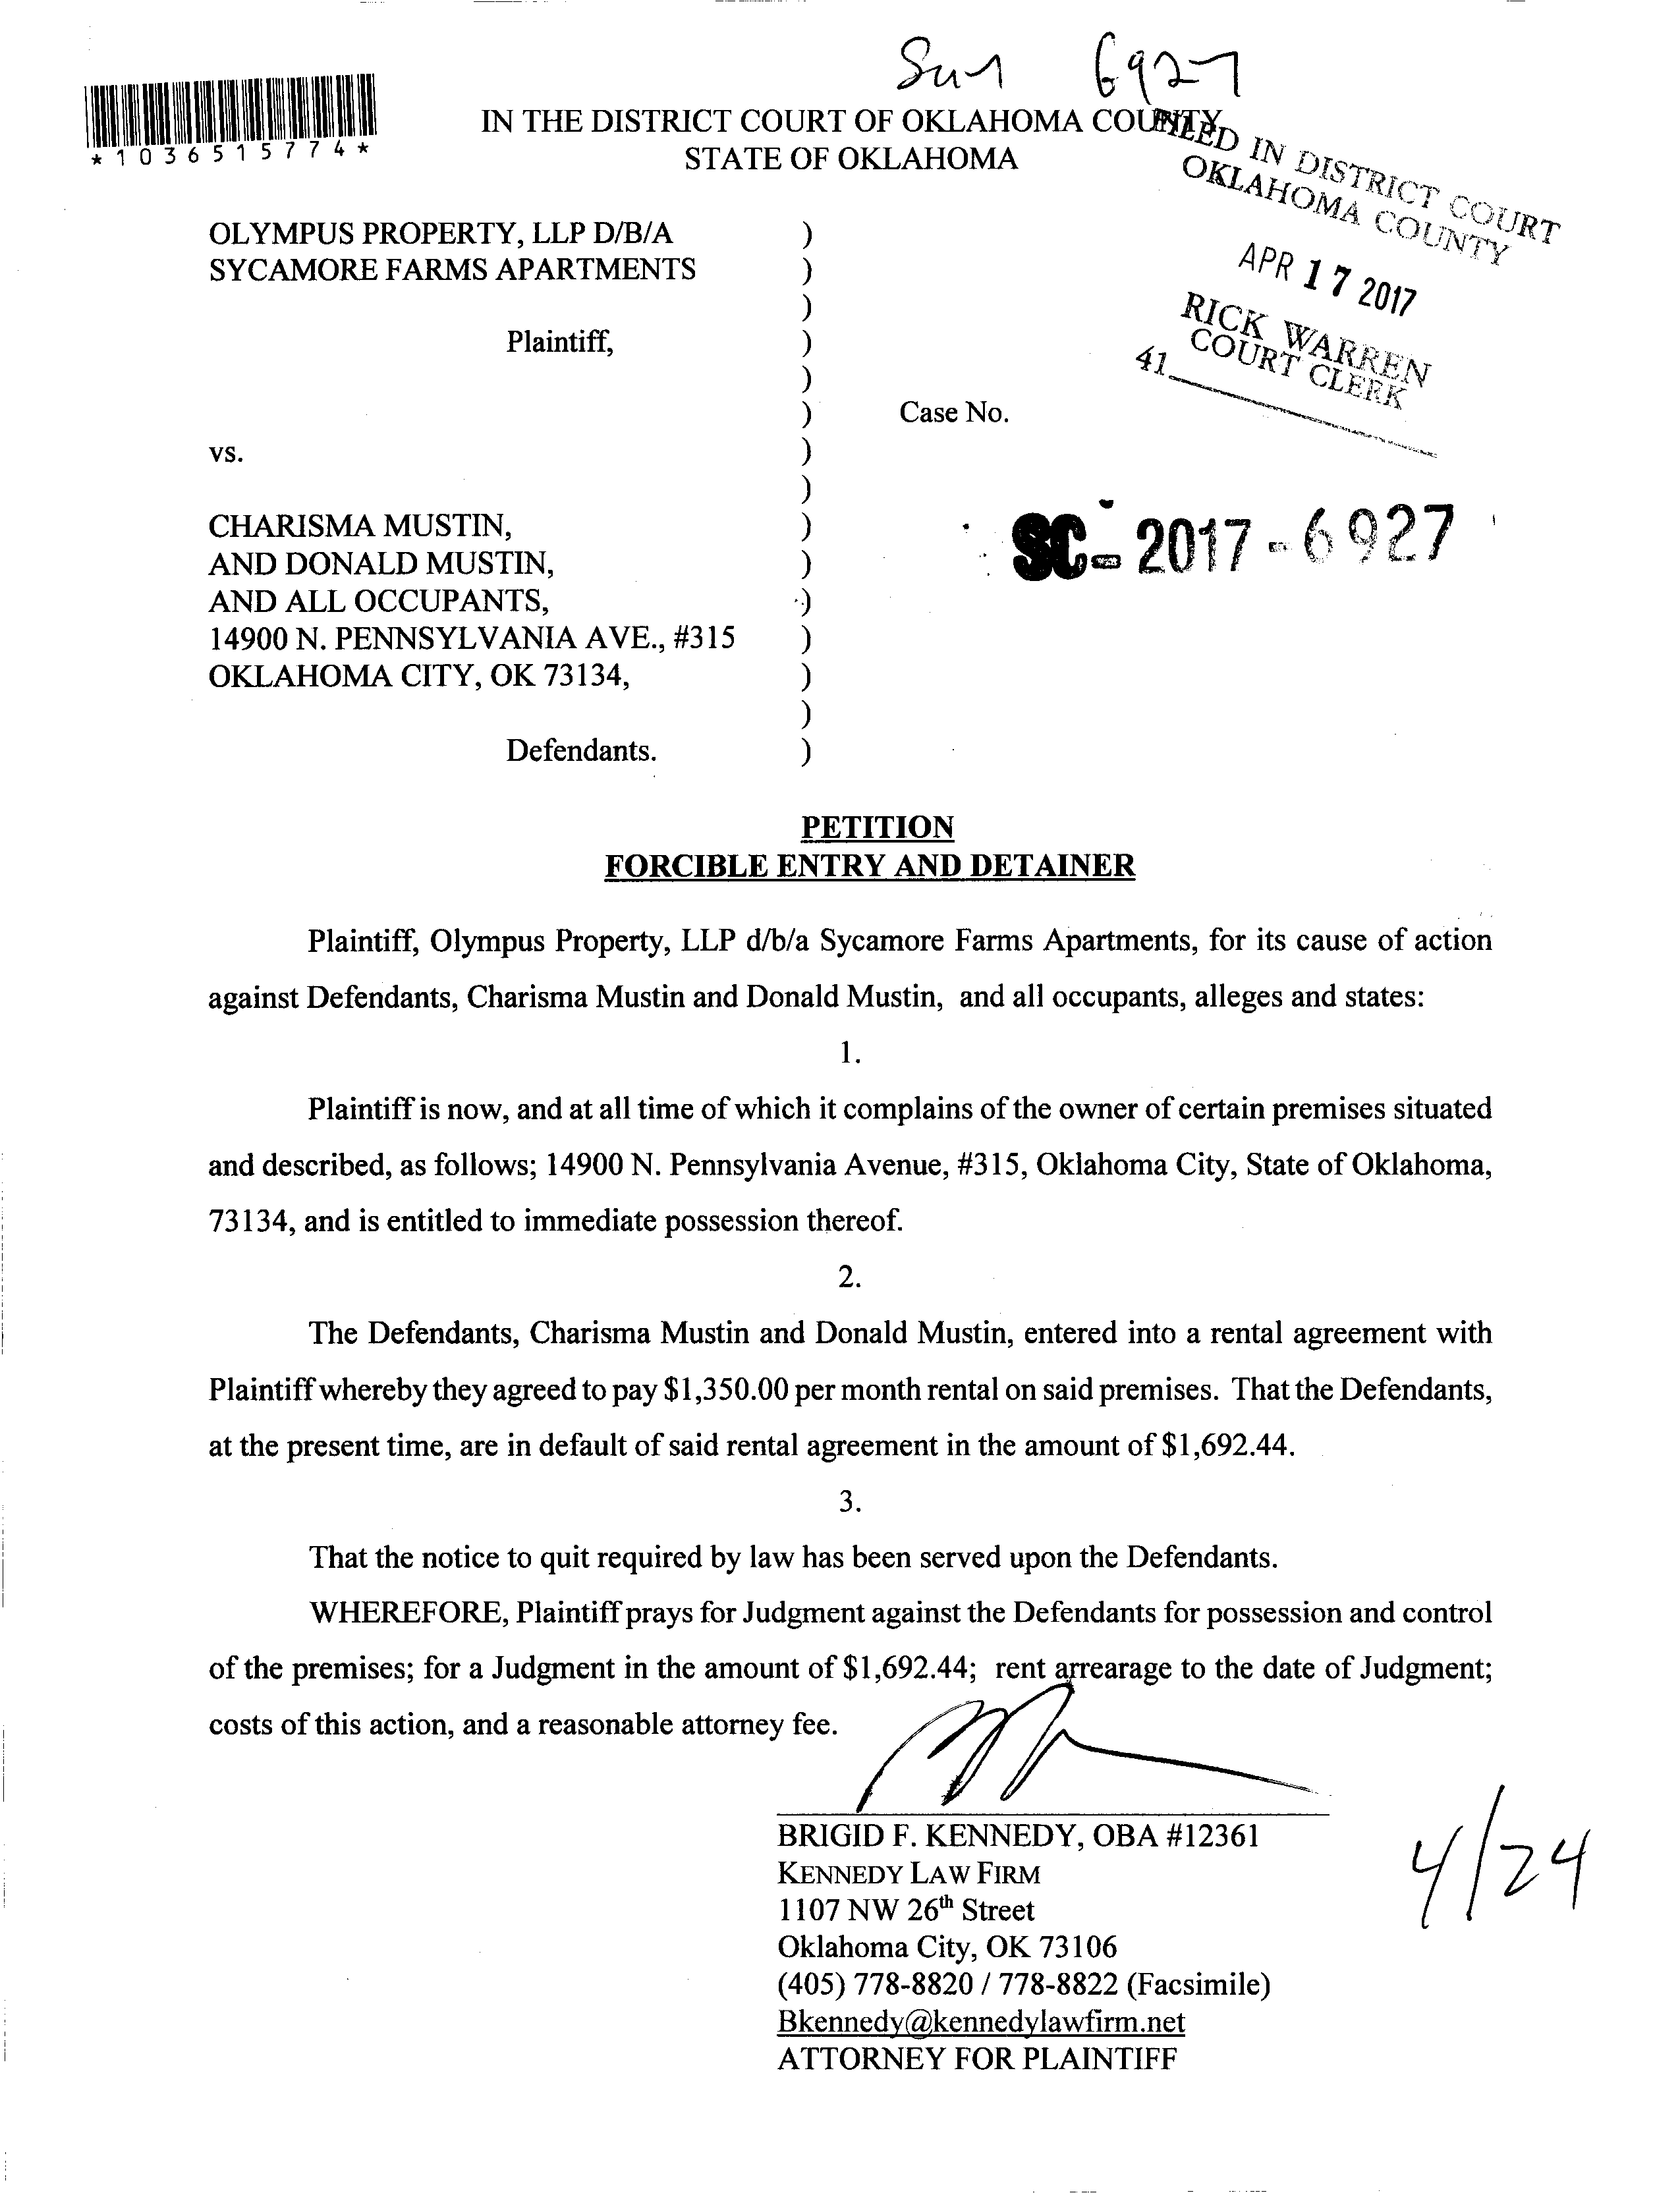 Sum 6927
*1036515774*
IN THE DISTRICT COURT OF OKLAHOMA COUNTY
STATE OF OKLAHOMA
FILED IN DISTRICT COURT
OKLAHOMA COUNTY
APR 17 2017
RICK WARREN
COURT CLERK
41
OLYMPUS PROPERTY, LLP D/B/A )
SYCAMORE FARMS APARTMENTS )
)
Plaintiff, )
)
) Case No.
vs. )
)
CHARISMA MUSTIN, )
SC-2017-6927
AND DONALD MUSTIN, )
AND ALL OCCUPANTS, )
14900 N. PENNSYLVANIA AVE., #315 )
OKLAHOMA CITY, OK 73134, )
)
Defendants. )
PETITION
FORCIBLE ENTRY AND DETAINER
Plaintiff, Olympus Property, LLP d/b/a Sycamore Farms Apartments, for its cause of action
against Defendants, Charisma Mustin and Donald Mustin, and all occupants, alleges and states:
1.
Plaintiff is now, and at all time of which it complains of the owner of certain premises situated
and described, as follows; 14900 N. Pennsylvania Avenue, #315, Oklahoma City, State of Oklahoma,
73134, and is entitled to immediate possession thereof.
2.
The Defendants, Charisma Mustin and Donald Mustin, entered into a rental agreement with
Plaintiff whereby they agreed to pay $1,350.00 per month rental on said premises. That the Defendants,
at the present time, are in default of said rental agreement in the amount of $1,692.44.
3.
That the notice to quit required by law has been served upon the Defendants.
WHEREFORE, Plaintiff prays for Judgment against the Defendants for possession and control
of the premises; for a Judgment in the amount of $1,692.44; rent arrearage to the date of Judgment;
costs of this action, and a reasonable attorney fee.
BRIGID F. KENNEDY, OBA #12361
KENNEDY LAW FIRM
1107 NW 26th Street
Oklahoma City, OK 73106
(405) 778-8820 / 778-8822 (Facsimile)
Bkennedy@kennedylawfirm.net
ATTORNEY FOR PLAINTIFF
4/24